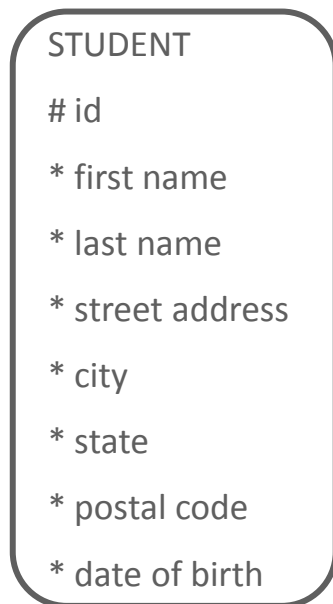 STUDENT
# id
* first name
* last name
* street address
* city
* state
* postal code
* date of birth